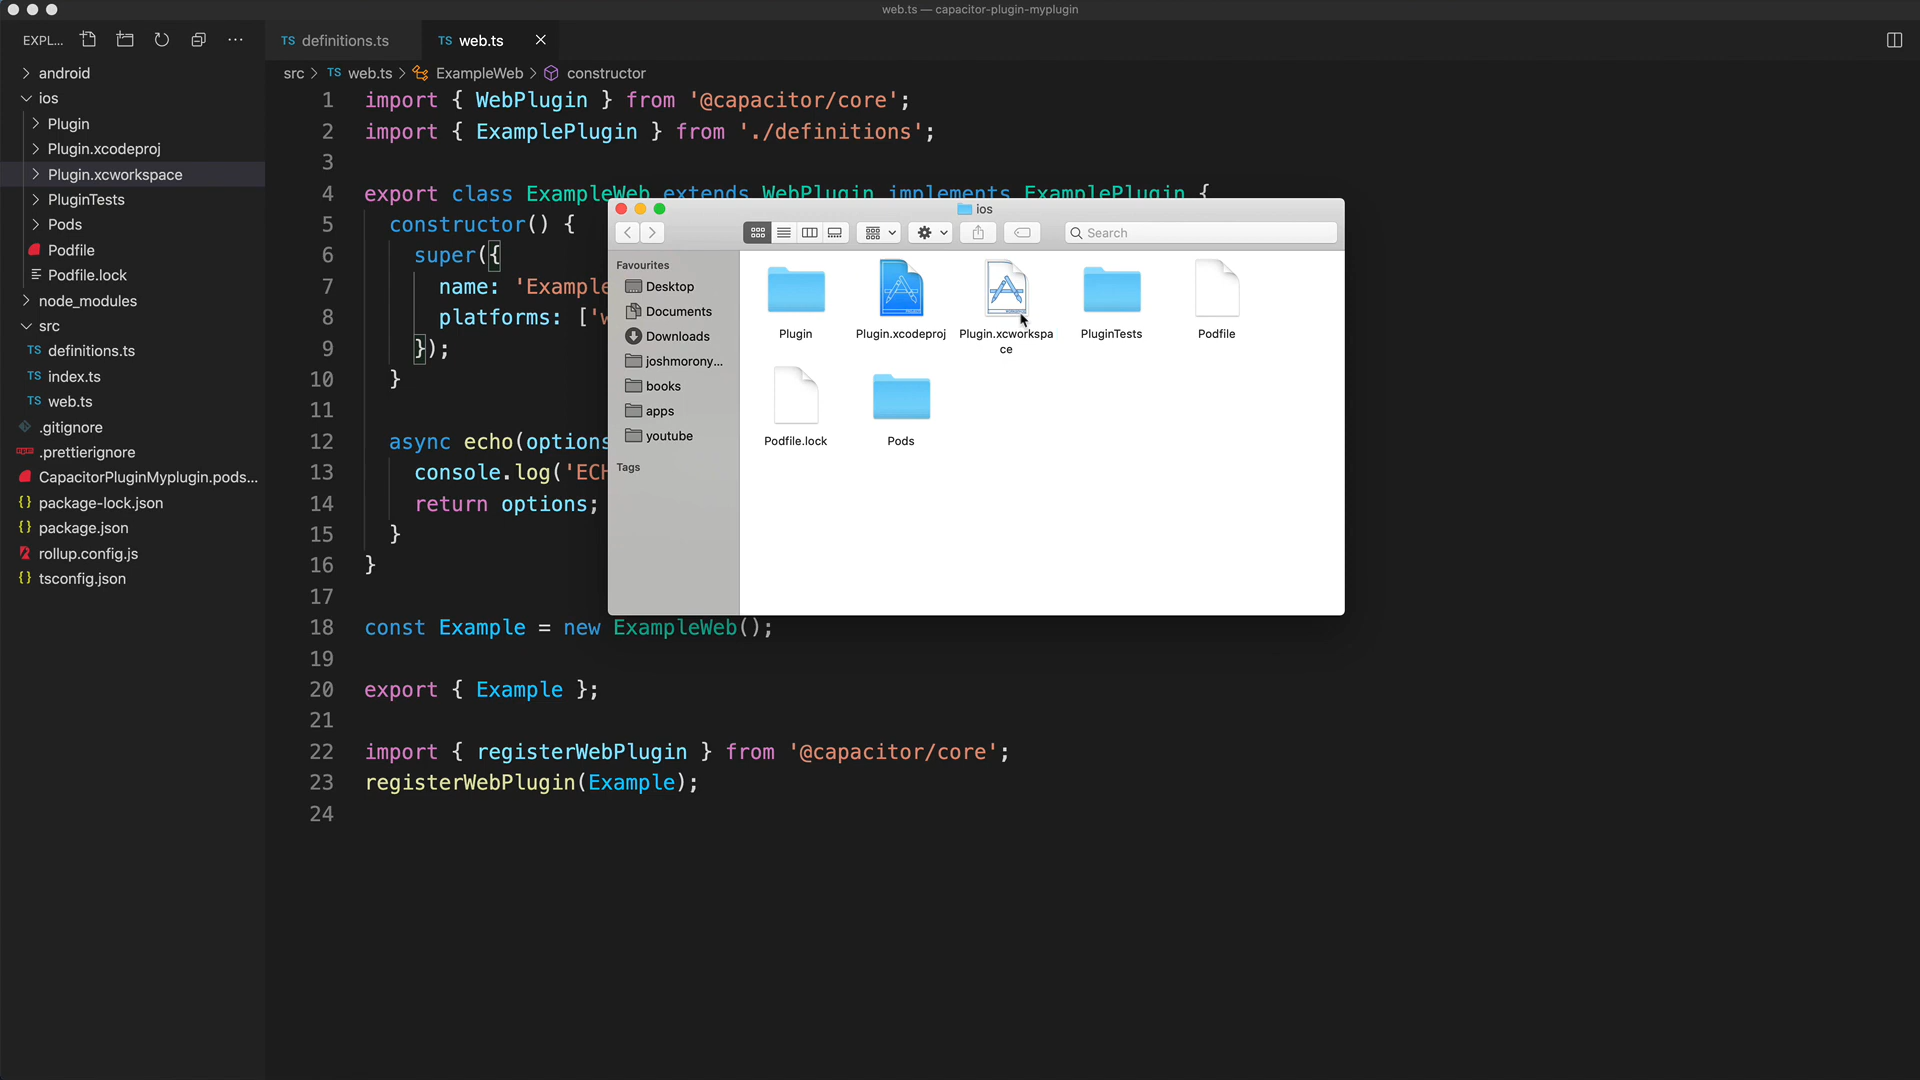 web.ts — capacitor-plugin-myplugin
EXPL...
TS definitions.ts
TS web.ts
src > TS web.ts > ExampleWeb > constructor
android
ios
Plugin
Plugin.xcodeproj
Plugin.xcworkspace
PluginTests
Pods
Podfile
Podfile.lock
node_modules
src
TS definitions.ts
TS index.ts
TS web.ts
.gitignore
.prettierignore
CapacitorPluginMyplugin.pods...
{} package-lock.json
{} package.json
rollup.config.js
{} tsconfig.json
1 import { WebPlugin } from '@capacitor/core';
2 import { ExamplePlugin } from './definitions';
3
4 export class ExampleWeb extends WebPlugin implements ExamplePlugin {
5 constructor() {
6 super({
7 name: 'Example
8 platforms: ['w
9 });
10 }
11
12 async echo(options
13 console.log('ECH
14 return options;
15 }
16 }
17
18 const Example = new ExampleWeb();
19
20 export { Example };
21
22 import { registerWebPlugin } from '@capacitor/core';
23 registerWebPlugin(Example);
24
ios
Search
Favourites
Desktop
Documents
Downloads
joshmorony...
books
apps
youtube
Tags
Plugin
Plugin.xcodeproj
Plugin.xcworkspa
ce
PluginTests
Podfile
Podfile.lock
Pods